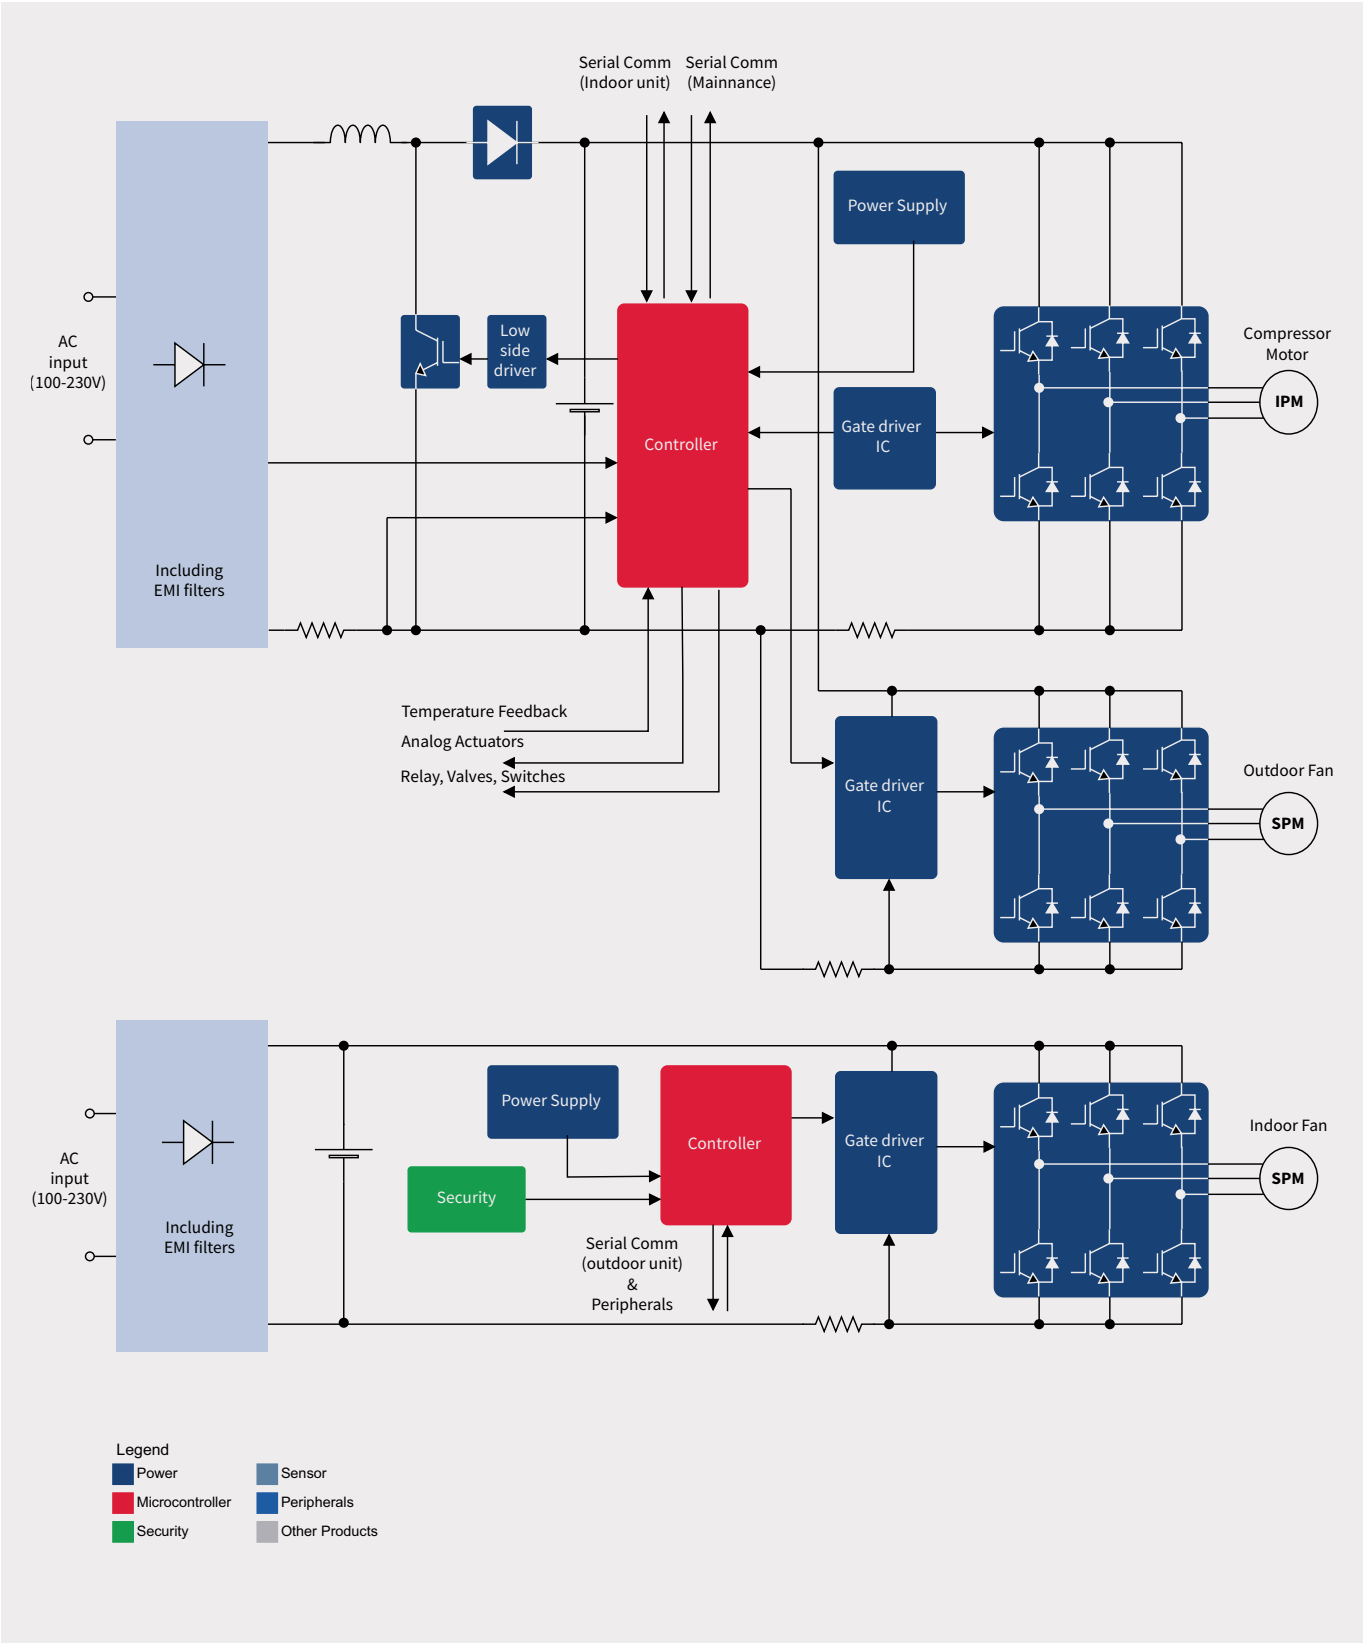 Serial Comm
(Indoor unit)
Serial Comm
(Mainnance)
Power Supply
AC
input
(100-230V)
Low
side
driver
Compressor
Motor
IPM
Controller
Gate driver
IC
Including
EMI filters
Temperature Feedback
Analog Actuators
Relay, Valves, Switches
Gate driver
IC
Outdoor Fan
SPM
AC
input
(100-230V)
Including
EMI filters
Power Supply
Security
Controller
Serial Comm
(outdoor unit)
&
Peripherals
Gate driver
IC
Indoor Fan
SPM
Legend
Power
Sensor
Microcontroller
Peripherals
Security
Other Products